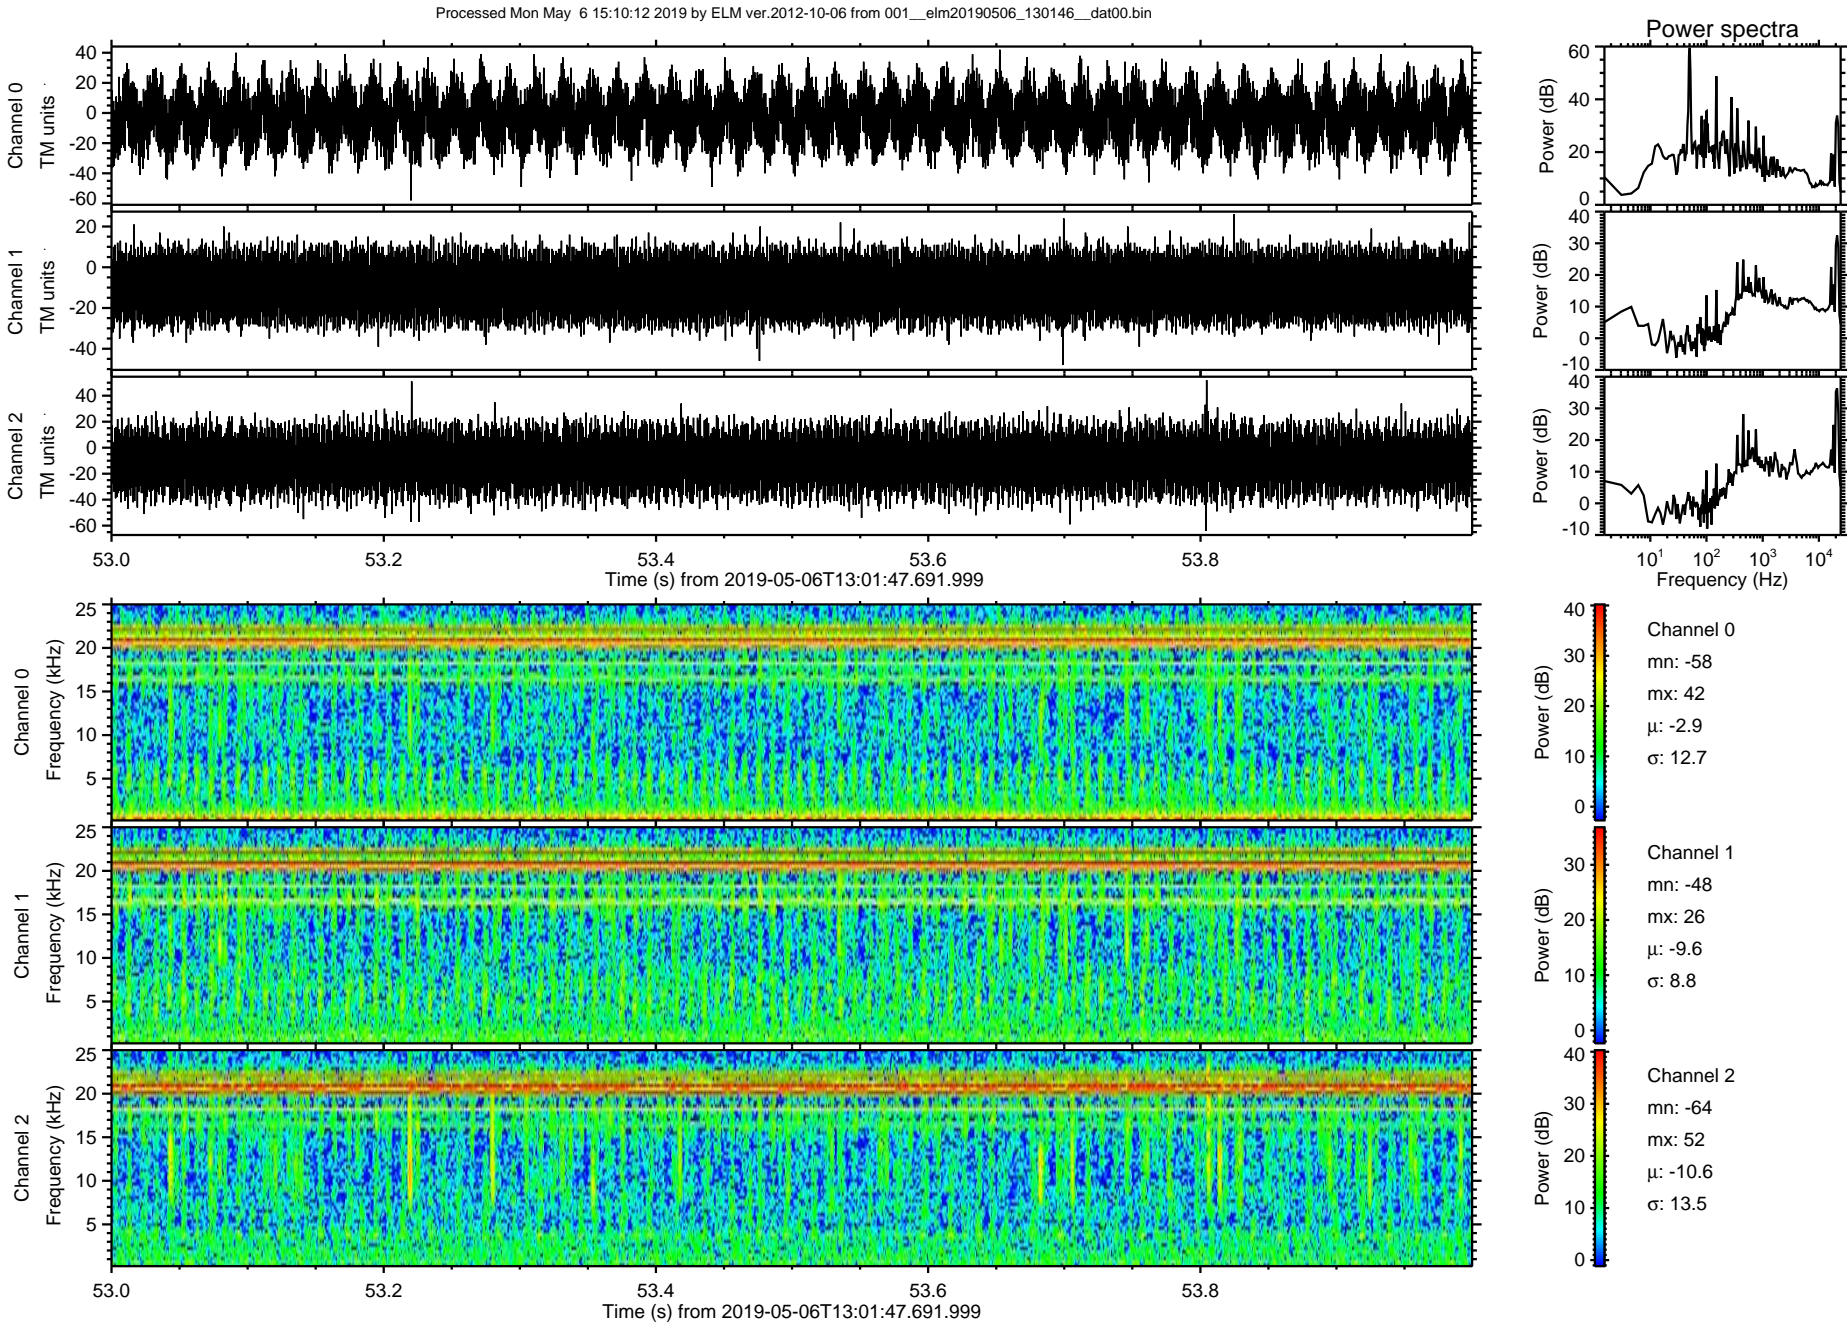 Processed Mon May  6 15:10:12 2019 by ELM ver.2012-10-06 from 001__elm20190506_130146__dat00.bin
Power spectra
Channel 0
TM units
40
20
0
-20
-40
-60
Power (dB)
60
40
20
0
Channel 1
TM units
20
0
-20
-40
Power (dB)
40
30
20
10
0
-10
Channel 2
TM units
40
20
0
-20
-40
-60
Power (dB)
40
30
20
10
0
-10
53.0 53.2 53.4 53.6 53.8
Time (s) from 2019-05-06T13:01:47.691.999
10^1 10^2 10^3 10^4
Frequency (Hz)
Channel 0
Frequency (kHz)
25
20
15
10
5
Power (dB)
40
30
20
10
0
Channel 0
mn: -58
mx: 42
μ: -2.9
σ: 12.7
Channel 1
Frequency (kHz)
25
20
15
10
5
Power (dB)
30
20
10
0
Channel 1
mn: -48
mx: 26
μ: -9.6
σ: 8.8
Channel 2
Frequency (kHz)
25
20
15
10
5
Power (dB)
40
30
20
10
0
Channel 2
mn: -64
mx: 52
μ: -10.6
σ: 13.5
53.0 53.2 53.4 53.6 53.8
Time (s) from 2019-05-06T13:01:47.691.999